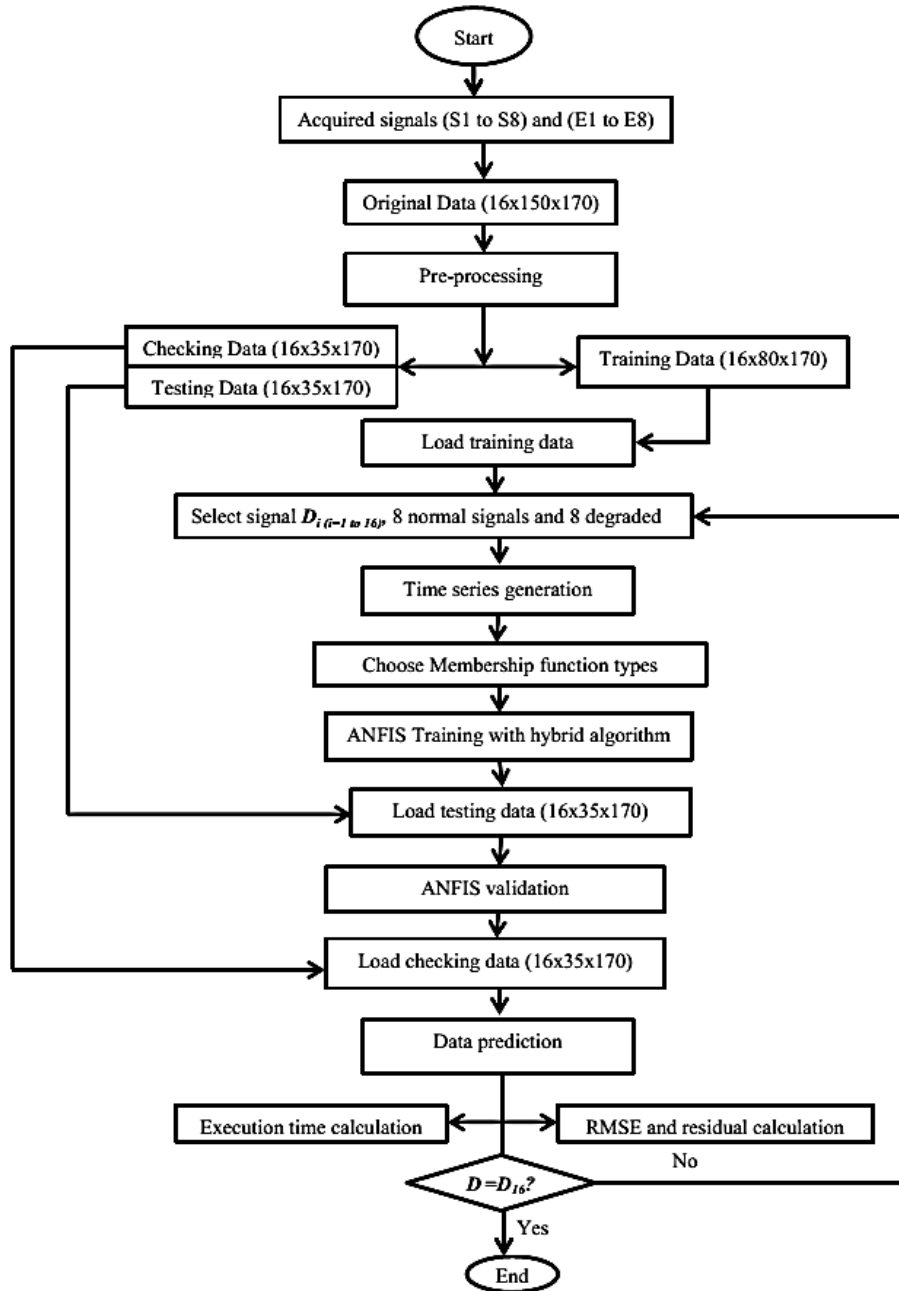 Start
Acquired signals (S1 to S8) and (E1 to E8)
Original Data (16x150x170)
Pre-processing
Checking Data (16x35x170)
Testing Data (16x35x170)
Training Data (16x80x170)
Load training data
Select signal D i (i=1 to 16), 8 normal signals and 8 degraded
Time series generation
Choose Membership function types
ANFIS Training with hybrid algorithm
Load testing data (16x35x170)
ANFIS validation
Load checking data (16x35x170)
Data prediction
Execution time calculation
RMSE and residual calculation
No
D =D16?
Yes
End